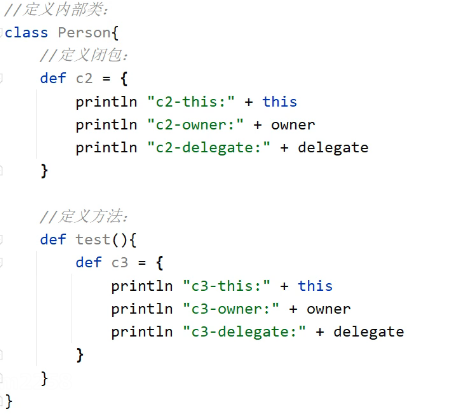 //定义内部类：
class Person{
    //定义闭包：
    def c2 = {
        println "c2-this:" + this
        println "c2-owner:" + owner
        println "c2-delegate:" + delegate
    }

    //定义方法：
    def test(){
        def c3 = {
            println "c3-this:" + this
            println "c3-owner:" + owner
            println "c3-delegate:" + delegate
        }
    }
}